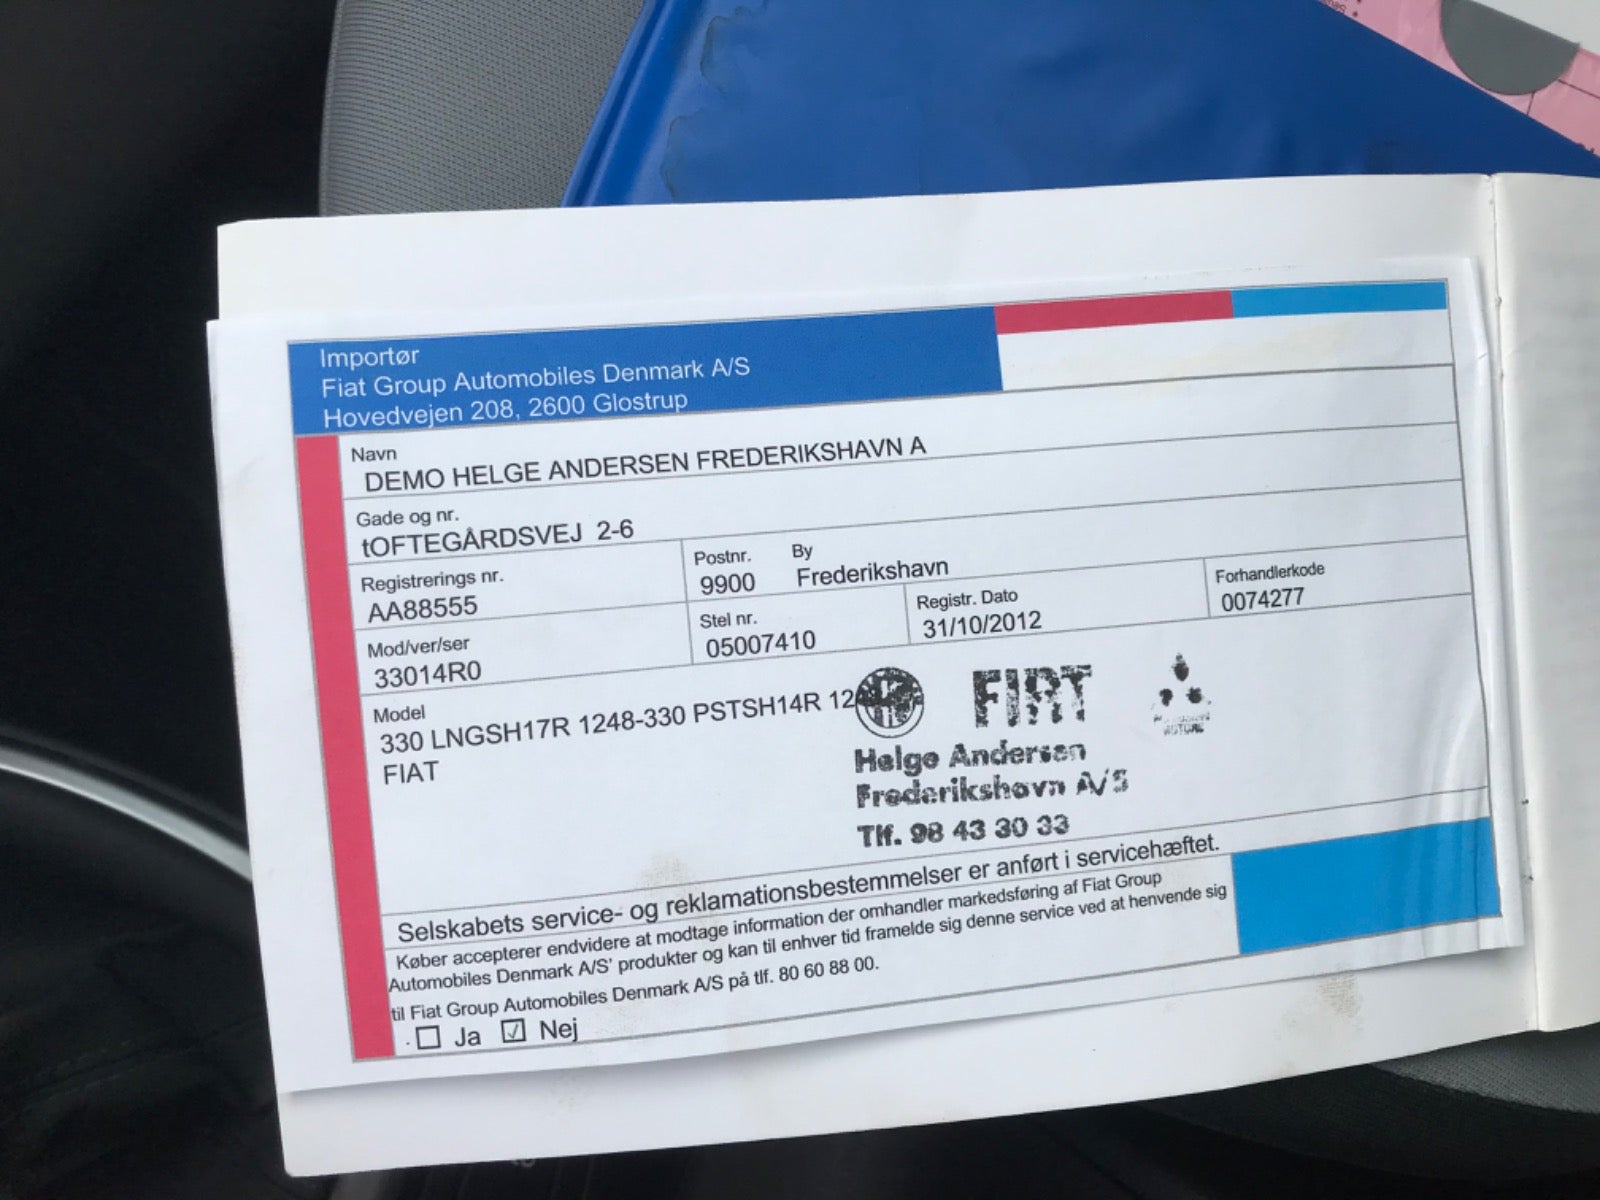 Importør
Fiat Group Automobiles Denmark A/S
Hovedvejen 208, 2600 Glostrup
Navn
DEMO HELGE ANDERSEN FREDERIKSHAVN A
Gade og nr.
tOFTEGÅRDSVEJ 2-6
Registrerings nr.
AA88555
Postnr.
9900
By
Frederikshavn
Mod/ver/ser
33014R0
Stel nr.
05007410
Registr. Dato
31/10/2012
Forhandlerkode
0074277
Model
330 LNGSH17R 1248-330 PSTSH14R
FIAT
FIAT
Helge Andersen
Frederikshavn A/S
Tlf. 98 43 30 33
Selskabets service- og reklamationsbestemmelser er anført i servicehæftet.
Køber accepterer endvidere at modtage information der omhandler markedsføring af Fiat Group
Automobiles Denmark A/S' produkter og kan til enhver tid framelde sig denne service ved at henvende sig
til Fiat Group Automobiles Denmark A/S på tlf. 80 60 88 00.
Ja Nej